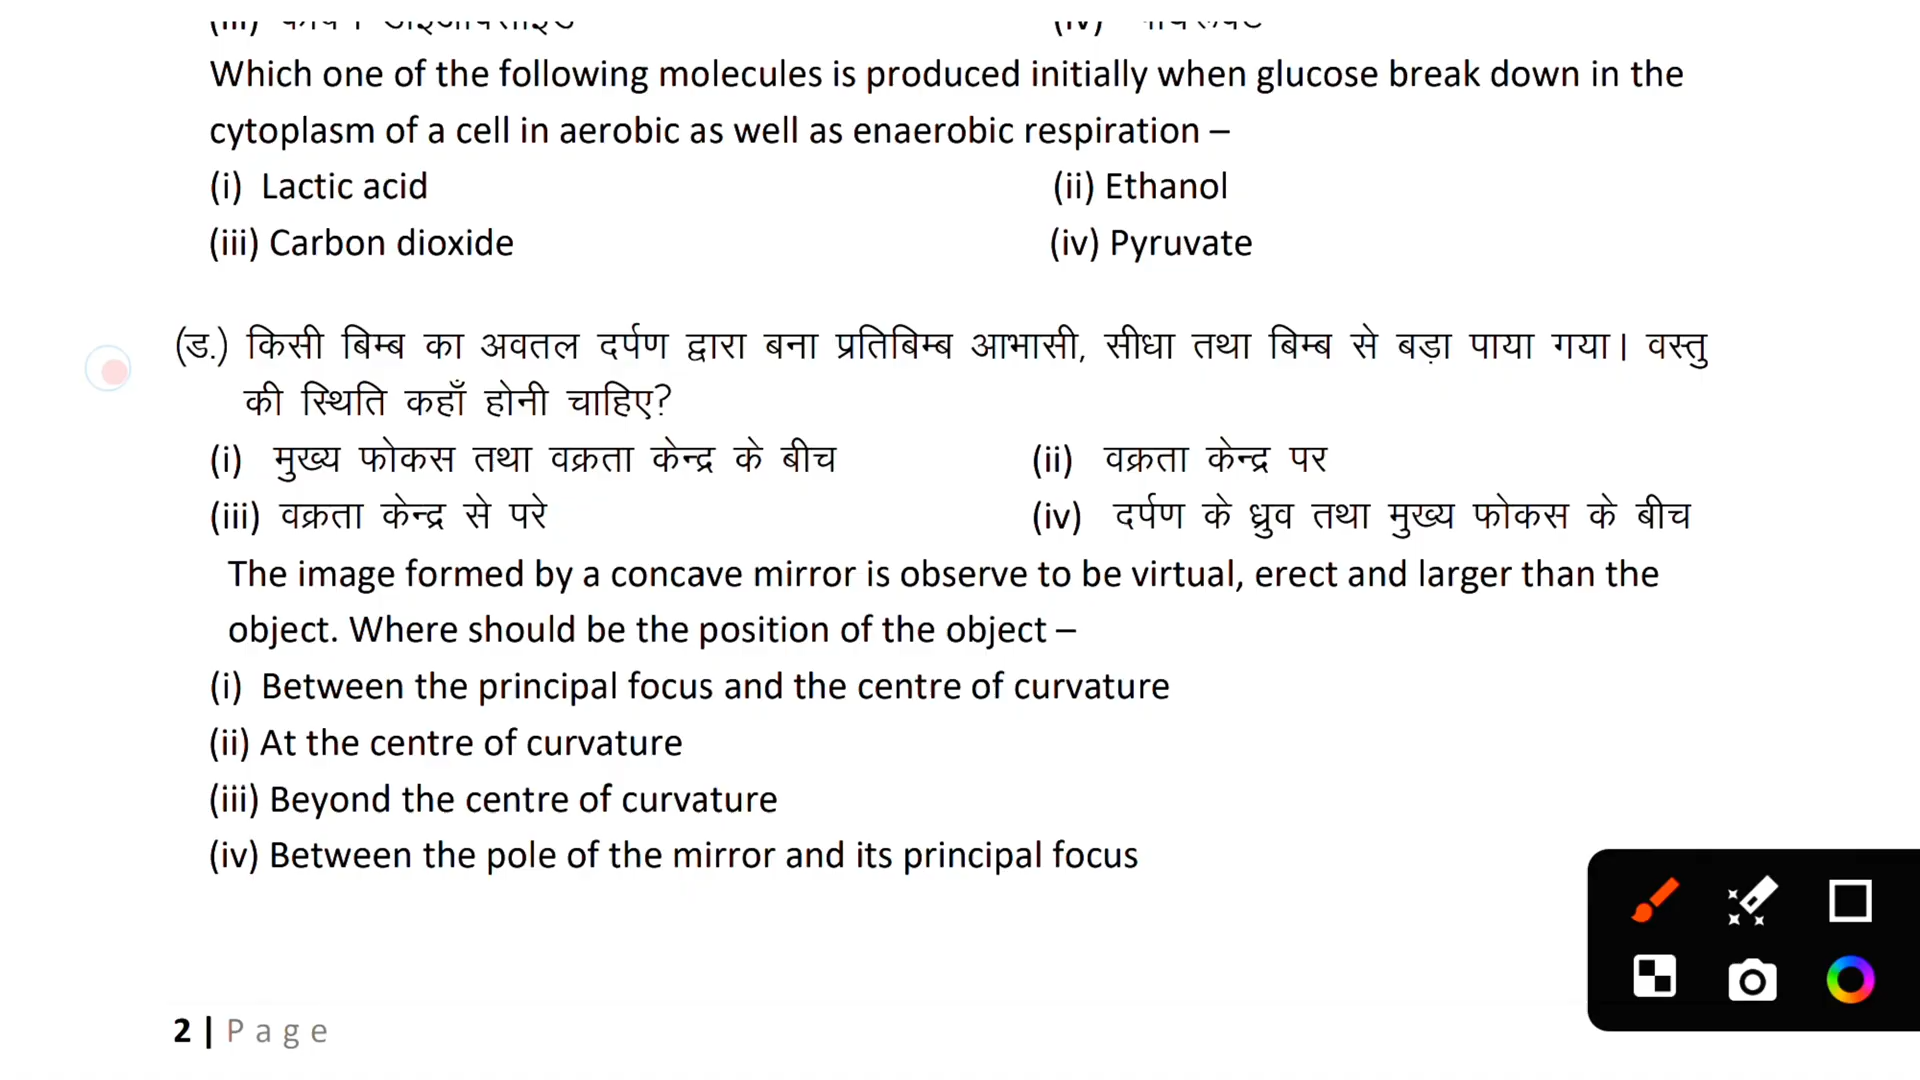 Which one of the following molecules is produced initially when glucose break down in the
cytoplasm of a cell in aerobic as well as enaerobic respiration –
(i) Lactic acid (ii) Ethanol
(iii) Carbon dioxide (iv) Pyruvate
(ड.) किसी बिम्ब का अवतल दर्पण द्वारा बना प्रतिबिम्ब आभासी, सीधा तथा बिम्ब से बड़ा पाया गया। वस्तु
की स्थिति कहाँ होनी चाहिए?
(i) मुख्य फोकस तथा वक्रता केन्द्र के बीच (ii) वक्रता केन्द्र पर
(iii) वक्रता केन्द्र से परे (iv) दर्पण के ध्रुव तथा मुख्य फोकस के बीच
The image formed by a concave mirror is observe to be virtual, erect and larger than the
object. Where should be the position of the object –
(i) Between the principal focus and the centre of curvature
(ii) At the centre of curvature
(iii) Beyond the centre of curvature
(iv) Between the pole of the mirror and its principal focus
2 | Page